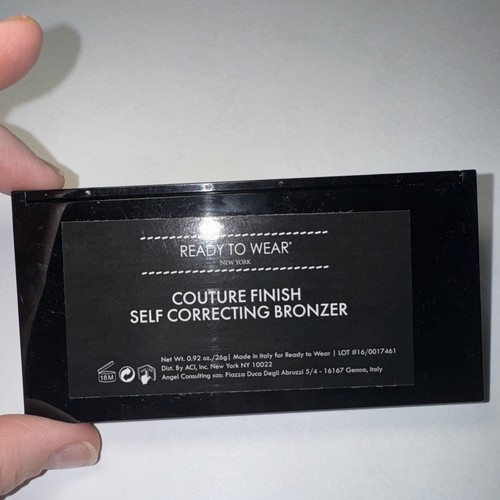 READY TO WEAR®
NEW YORK
COUTURE FINISH
SELF CORRECTING BRONZER
Net Wt. 0.92 oz./26g | Made in Italy for Ready to Wear | LOT #16/0017461
Dist. By ACI, Inc. New York NY 10022
Angel Consulting sas: Piazza Duca Degli Abruzzi 5/4 - 16167 Genoa, Italy
18M